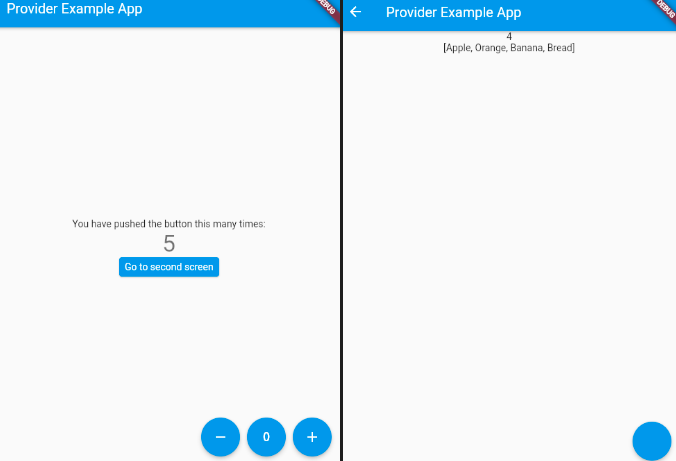 Provider Example App
DEBUG
You have pushed the button this many times:
5
Go to second screen
0
Provider Example App
DEBUG
4
[Apple, Orange, Banana, Bread]